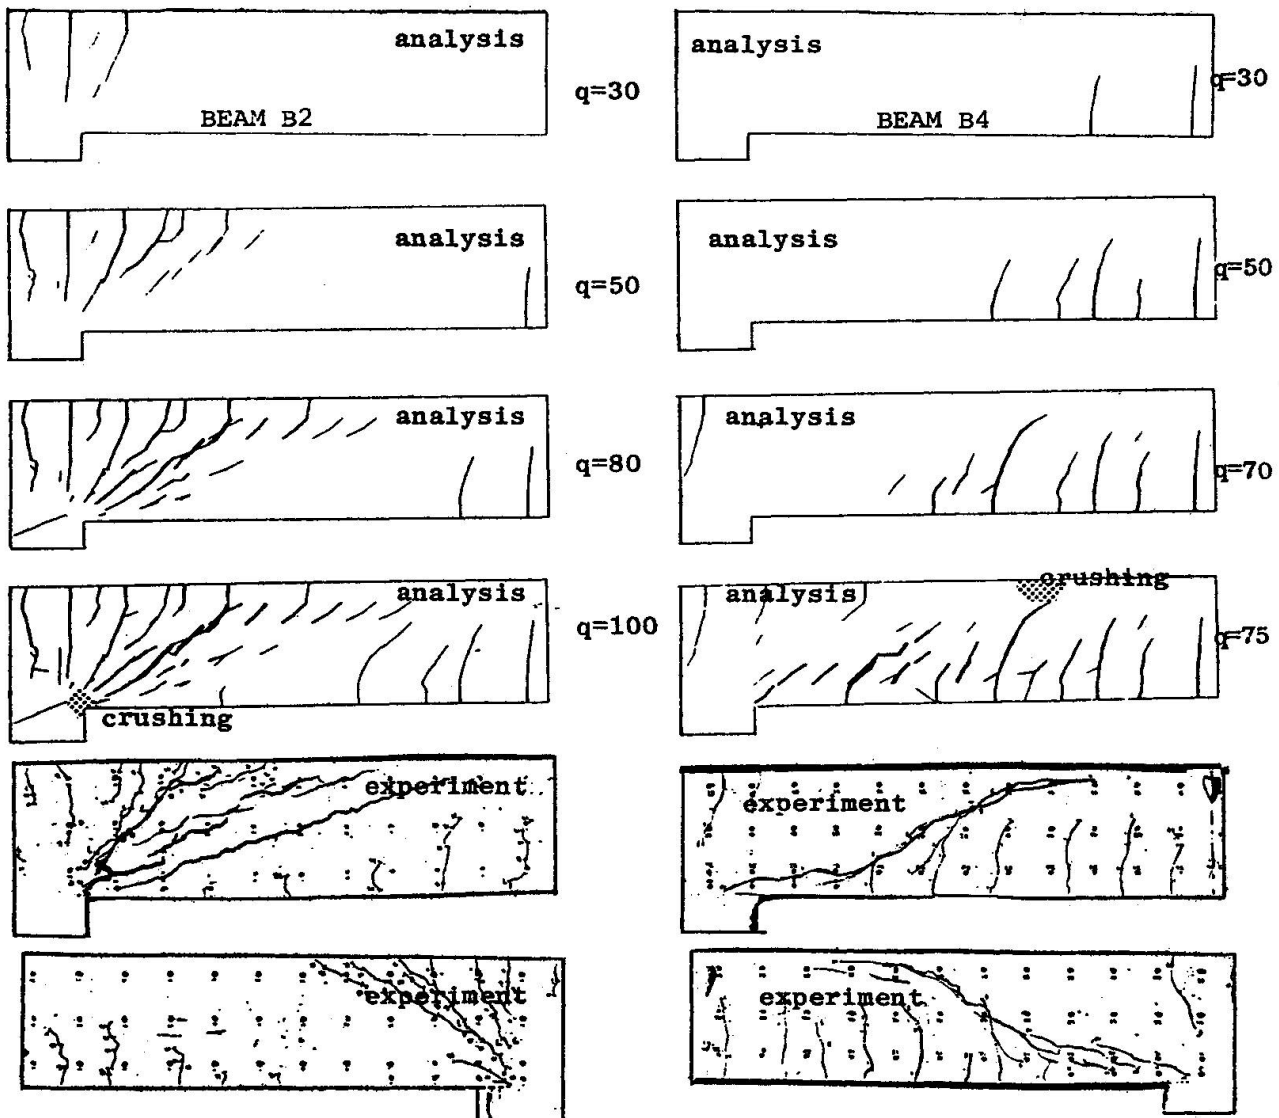 analysis
q=30
BEAM B2
analysis
q=50
analysis
q=80
analysis
q=100
crushing
experiment
experiment
analysis
q=30
BEAM B4
analysis
q=50
analysis
q=70
crushing
analysis
q=75
experiment
experiment